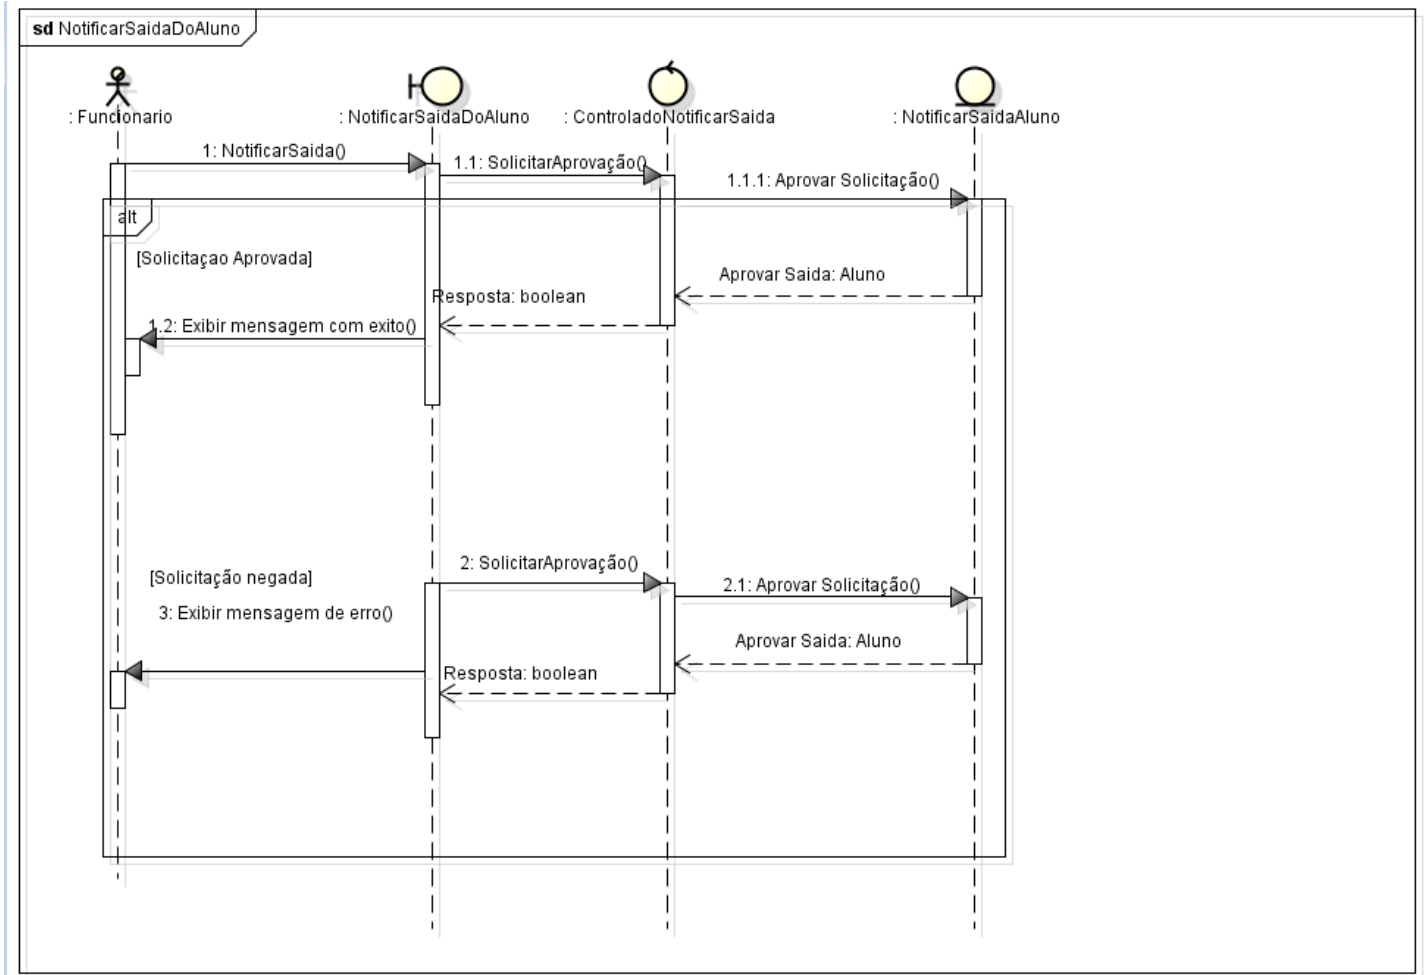 sd NotificarSaidaDoAluno
: Funcionario
: NotificarSaidaDoAluno
: ControladoNotificarSaida
: NotificarSaidaAluno
1: NotificarSaida()
1.1: SolicitarAprovação()
1.1.1: Aprovar Solicitação()
alt
[Solicitaçao Aprovada]
Aprovar Saida: Aluno
Resposta: boolean
1.2: Exibir mensagem com exito()
2: SolicitarAprovação()
[Solicitação negada]
2.1: Aprovar Solicitação()
3: Exibir mensagem de erro()
Aprovar Saida: Aluno
Resposta: boolean